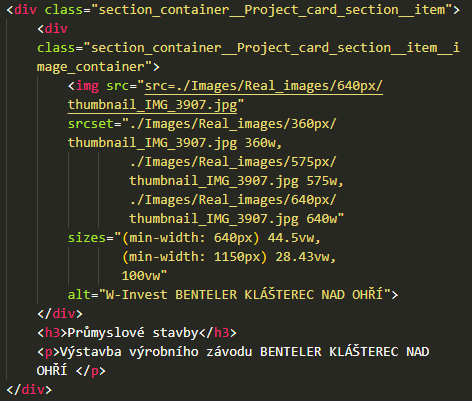 <div class="section_container__Project_card_section__item">
<div
class="section_container__Project_card_section__item__i
mage_container">
<img src="src=./Images/Real_images/640px/
thumbnail_IMG_3907.jpg"
srcset="./Images/Real_images/360px/
thumbnail_IMG_3907.jpg 360w,
./Images/Real_images/575px/
thumbnail_IMG_3907.jpg 575w,
./Images/Real_images/640px/
thumbnail_IMG_3907.jpg 640w"
sizes="(min-width: 640px) 44.5vw,
(min-width: 1150px) 28.43vw,
100vw"
alt="W-Invest BENTELER KLÁŠTEREC NAD OHŘÍ">
</div>
<h3>Průmyslové stavby</h3>
<p>Výstavba výrobního závodu BENTELER KLÁŠTEREC NAD
OHŘÍ </p>
</div>